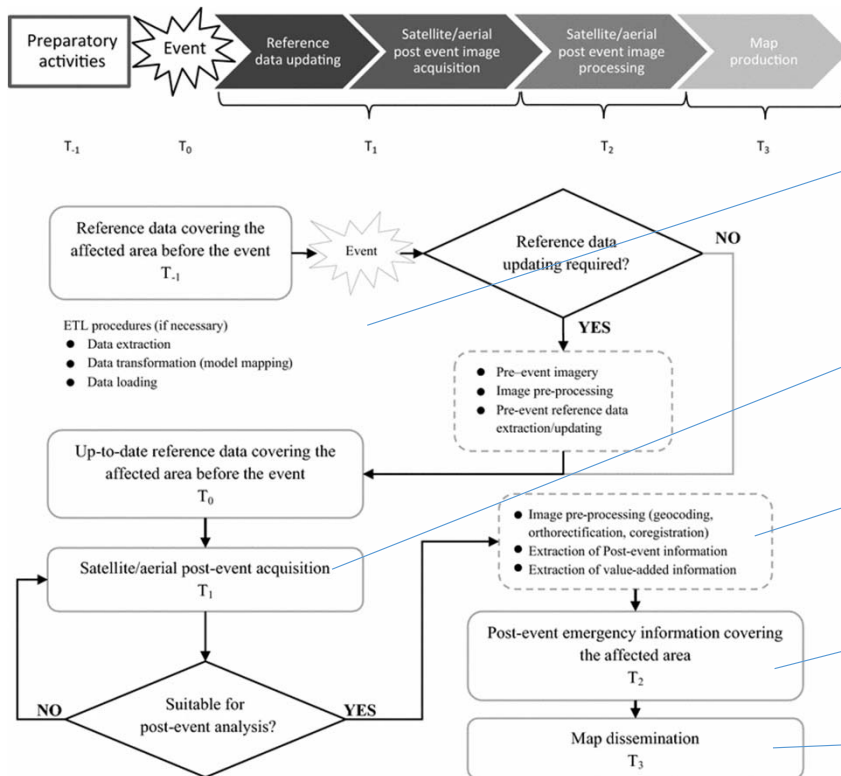 Preparatory
activities
Event
Reference
data updating
Satellite/aerial
post event image
acquisition
Satellite/aerial
post event image
processing
Map
production
T-1
T0
T1
T2
T3
Reference data covering the
affected area before the event
T-1
Event
Reference data
updating required?
NO
YES
ETL procedures (if necessary)
● Data extraction
● Data transformation (model mapping)
● Data loading
● Pre-event imagery
● Image pre-processing
● Pre-event reference data
extraction/updating
Up-to-date reference data covering the
affected area before the event
T0
● Image pre-processing (geocoding,
orthorectification, coregistration)
● Extraction of Post-event information
● Extraction of value-added information
Satellite/aerial post-event acquisition
T1
Post-event emergency information covering
the affected area
T2
NO
Suitable for
post-event analysis?
YES
Map dissemination
T3